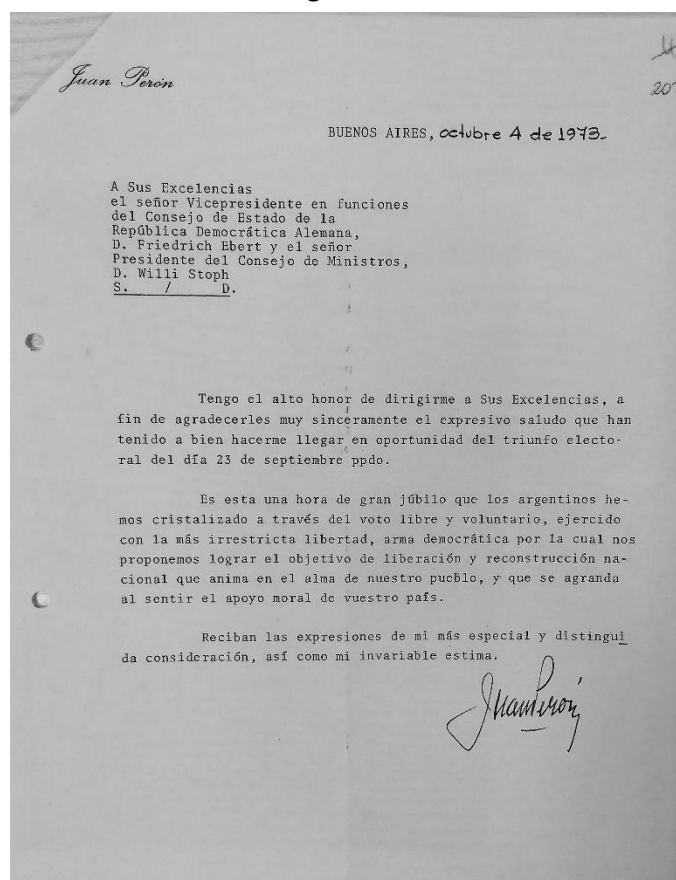 Juan Perón
207
BUENOS AIRES, octubre 4 de 1973.
A Sus Excelencias
el señor Vicepresidente en funciones
del Consejo de Estado de la
República Democrática Alemana,
D. Friedrich Ebert y el señor
Presidente del Consejo de Ministros,
D. Willi Stoph
S. / D.
Tengo el alto honor de dirigirme a Sus Excelencias, a
fin de agradecerles muy sinceramente el expresivo saludo que han
tenido a bien hacerme llegar en oportunidad del triunfo electo-
ral del día 23 de septiembre ppdo.
Es esta una hora de gran júbilo que los argentinos he-
mos cristalizado a través del voto libre y voluntario, ejercido
con la más irrestricta libertad, arma democrática por la cual nos
proponemos lograr el objetivo de liberación y reconstrucción na-
cional que anima en el alma de nuestro pueblo, y que se agranda
al sentir el apoyo moral de vuestro país.
Reciban las expresiones de mi más especial y distingui
da consideración, así como mi invariable estima.
Juan Perón